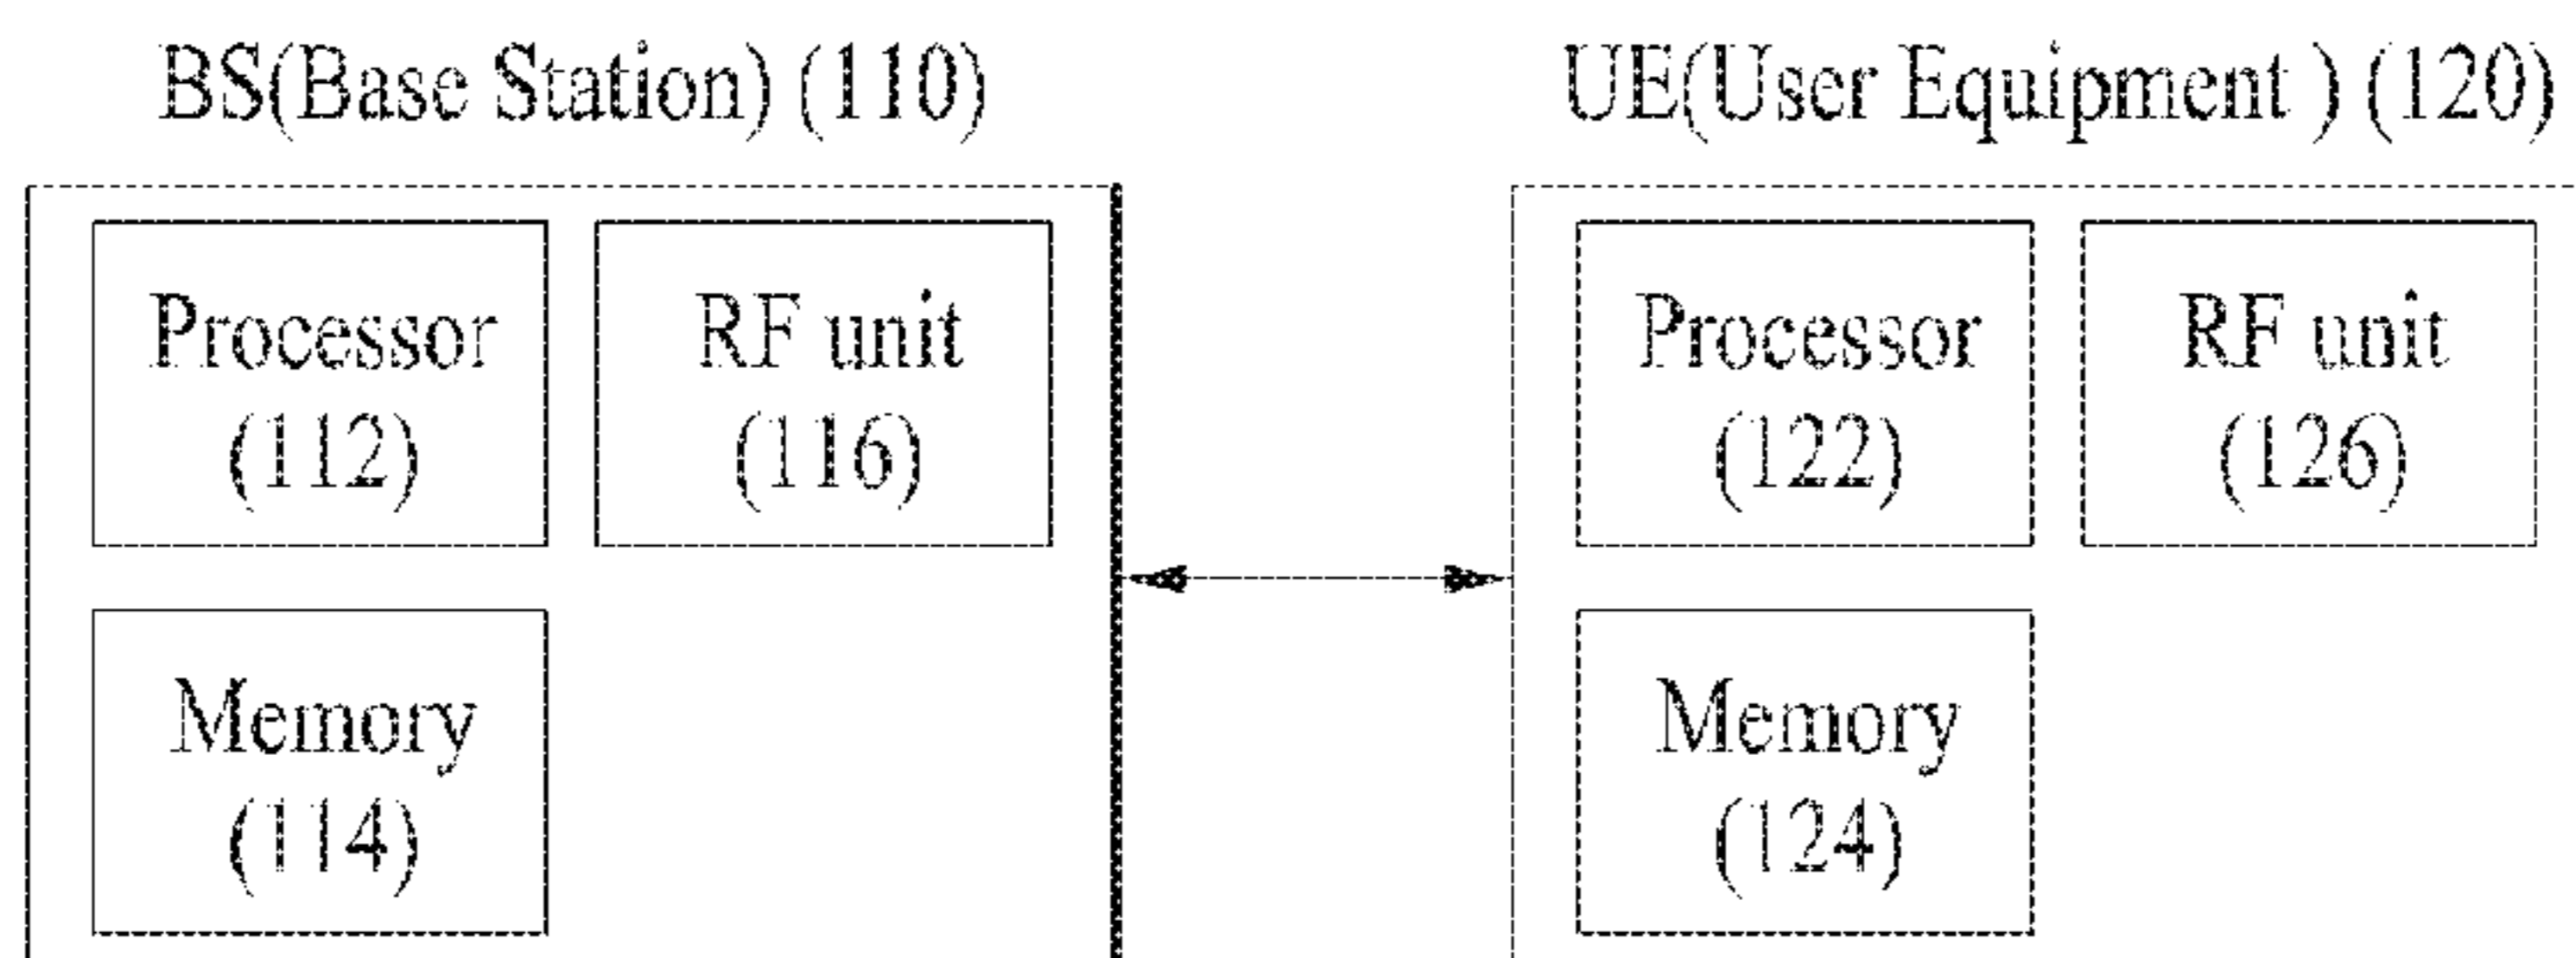 BS(Base Station) (110)
UE(User Equipment ) (120)
Processor
(112)
RF unit
(116)
Memory
(114)
Processor
(122)
RF unit
(126)
Memory
(124)